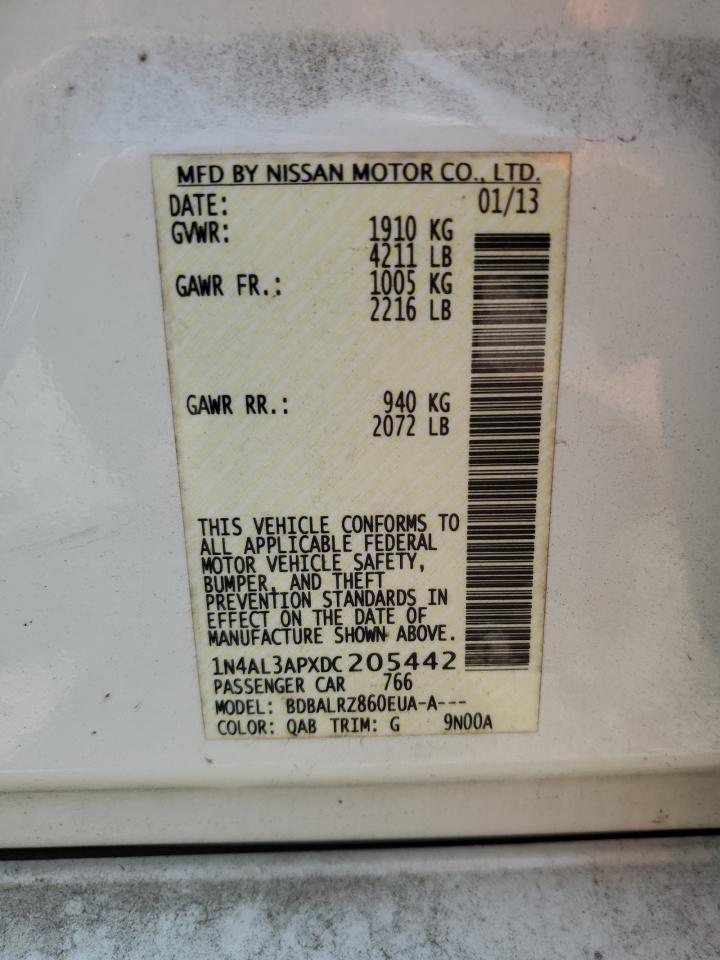 MFD BY NISSAN MOTOR CO., LTD.
DATE: 01/13
GVWR: 1910 KG
4211 LB
GAWR FR.: 1005 KG
2216 LB
GAWR RR.: 940 KG
2072 LB
THIS VEHICLE CONFORMS TO
ALL APPLICABLE FEDERAL
MOTOR VEHICLE SAFETY,
BUMPER, AND THEFT
PREVENTION STANDARDS IN
EFFECT ON THE DATE OF
MANUFACTURE SHOWN ABOVE.
1N4AL3APXDC205442
PASSENGER CAR 766
MODEL: BDBALRZ860EUA-A---
COLOR: QAB TRIM: G 9N00A